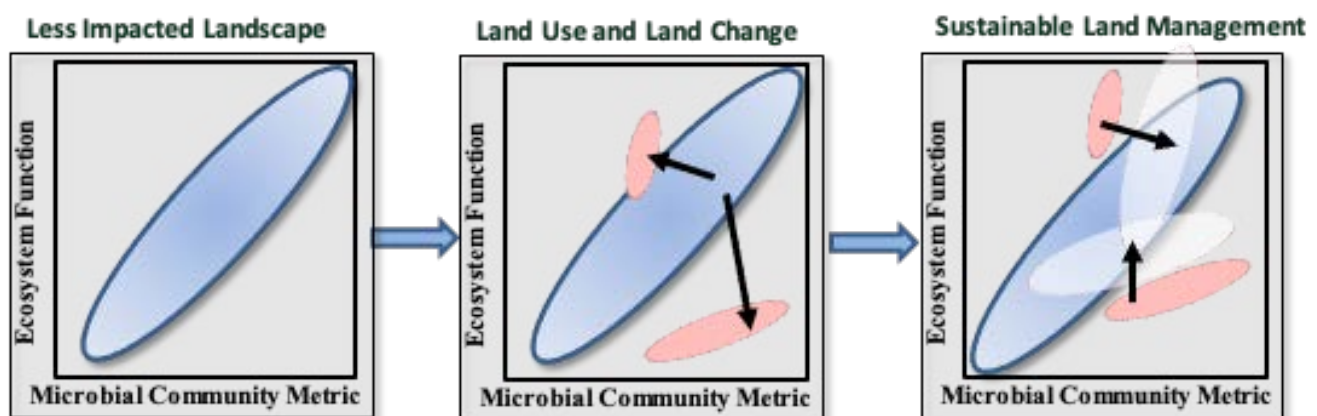 Less Impacted Landscape
Land Use and Land Change
Sustainable Land Management
Ecosystem Function
Microbial Community Metric
Ecosystem Function
Microbial Community Metric
Ecosystem Function
Microbial Community Metric